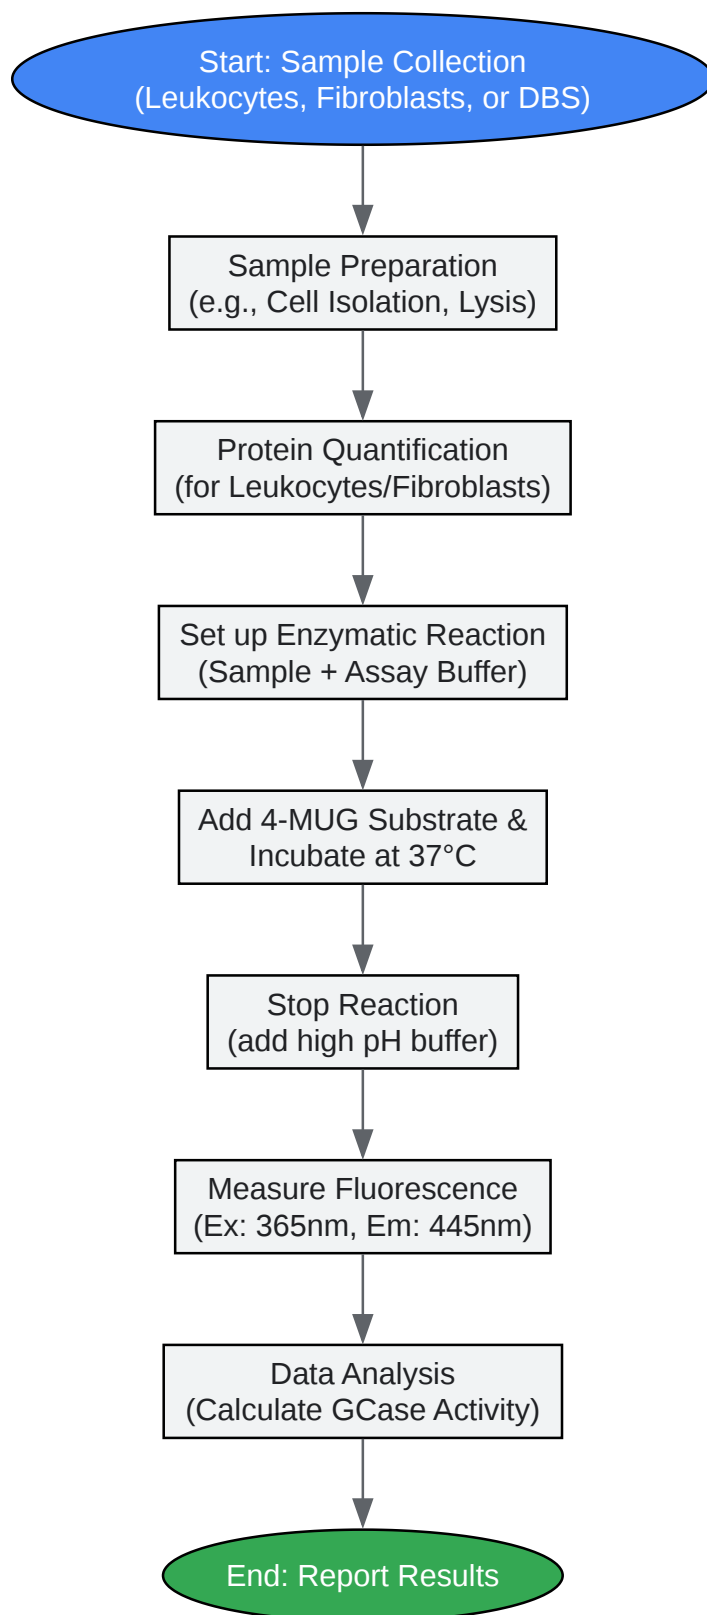 Start: Sample Collection
(Leukocytes, Fibroblasts, or DBS)
Sample Preparation
(e.g., Cell Isolation, Lysis)
Protein Quantification
(for Leukocytes/Fibroblasts)
Set up Enzymatic Reaction
(Sample + Assay Buffer)
Add 4-MUG Substrate &
Incubate at 37°C
Stop Reaction
(add high pH buffer)
Measure Fluorescence
(Ex: 365nm, Em: 445nm)
Data Analysis
(Calculate GCase Activity)
End: Report Results